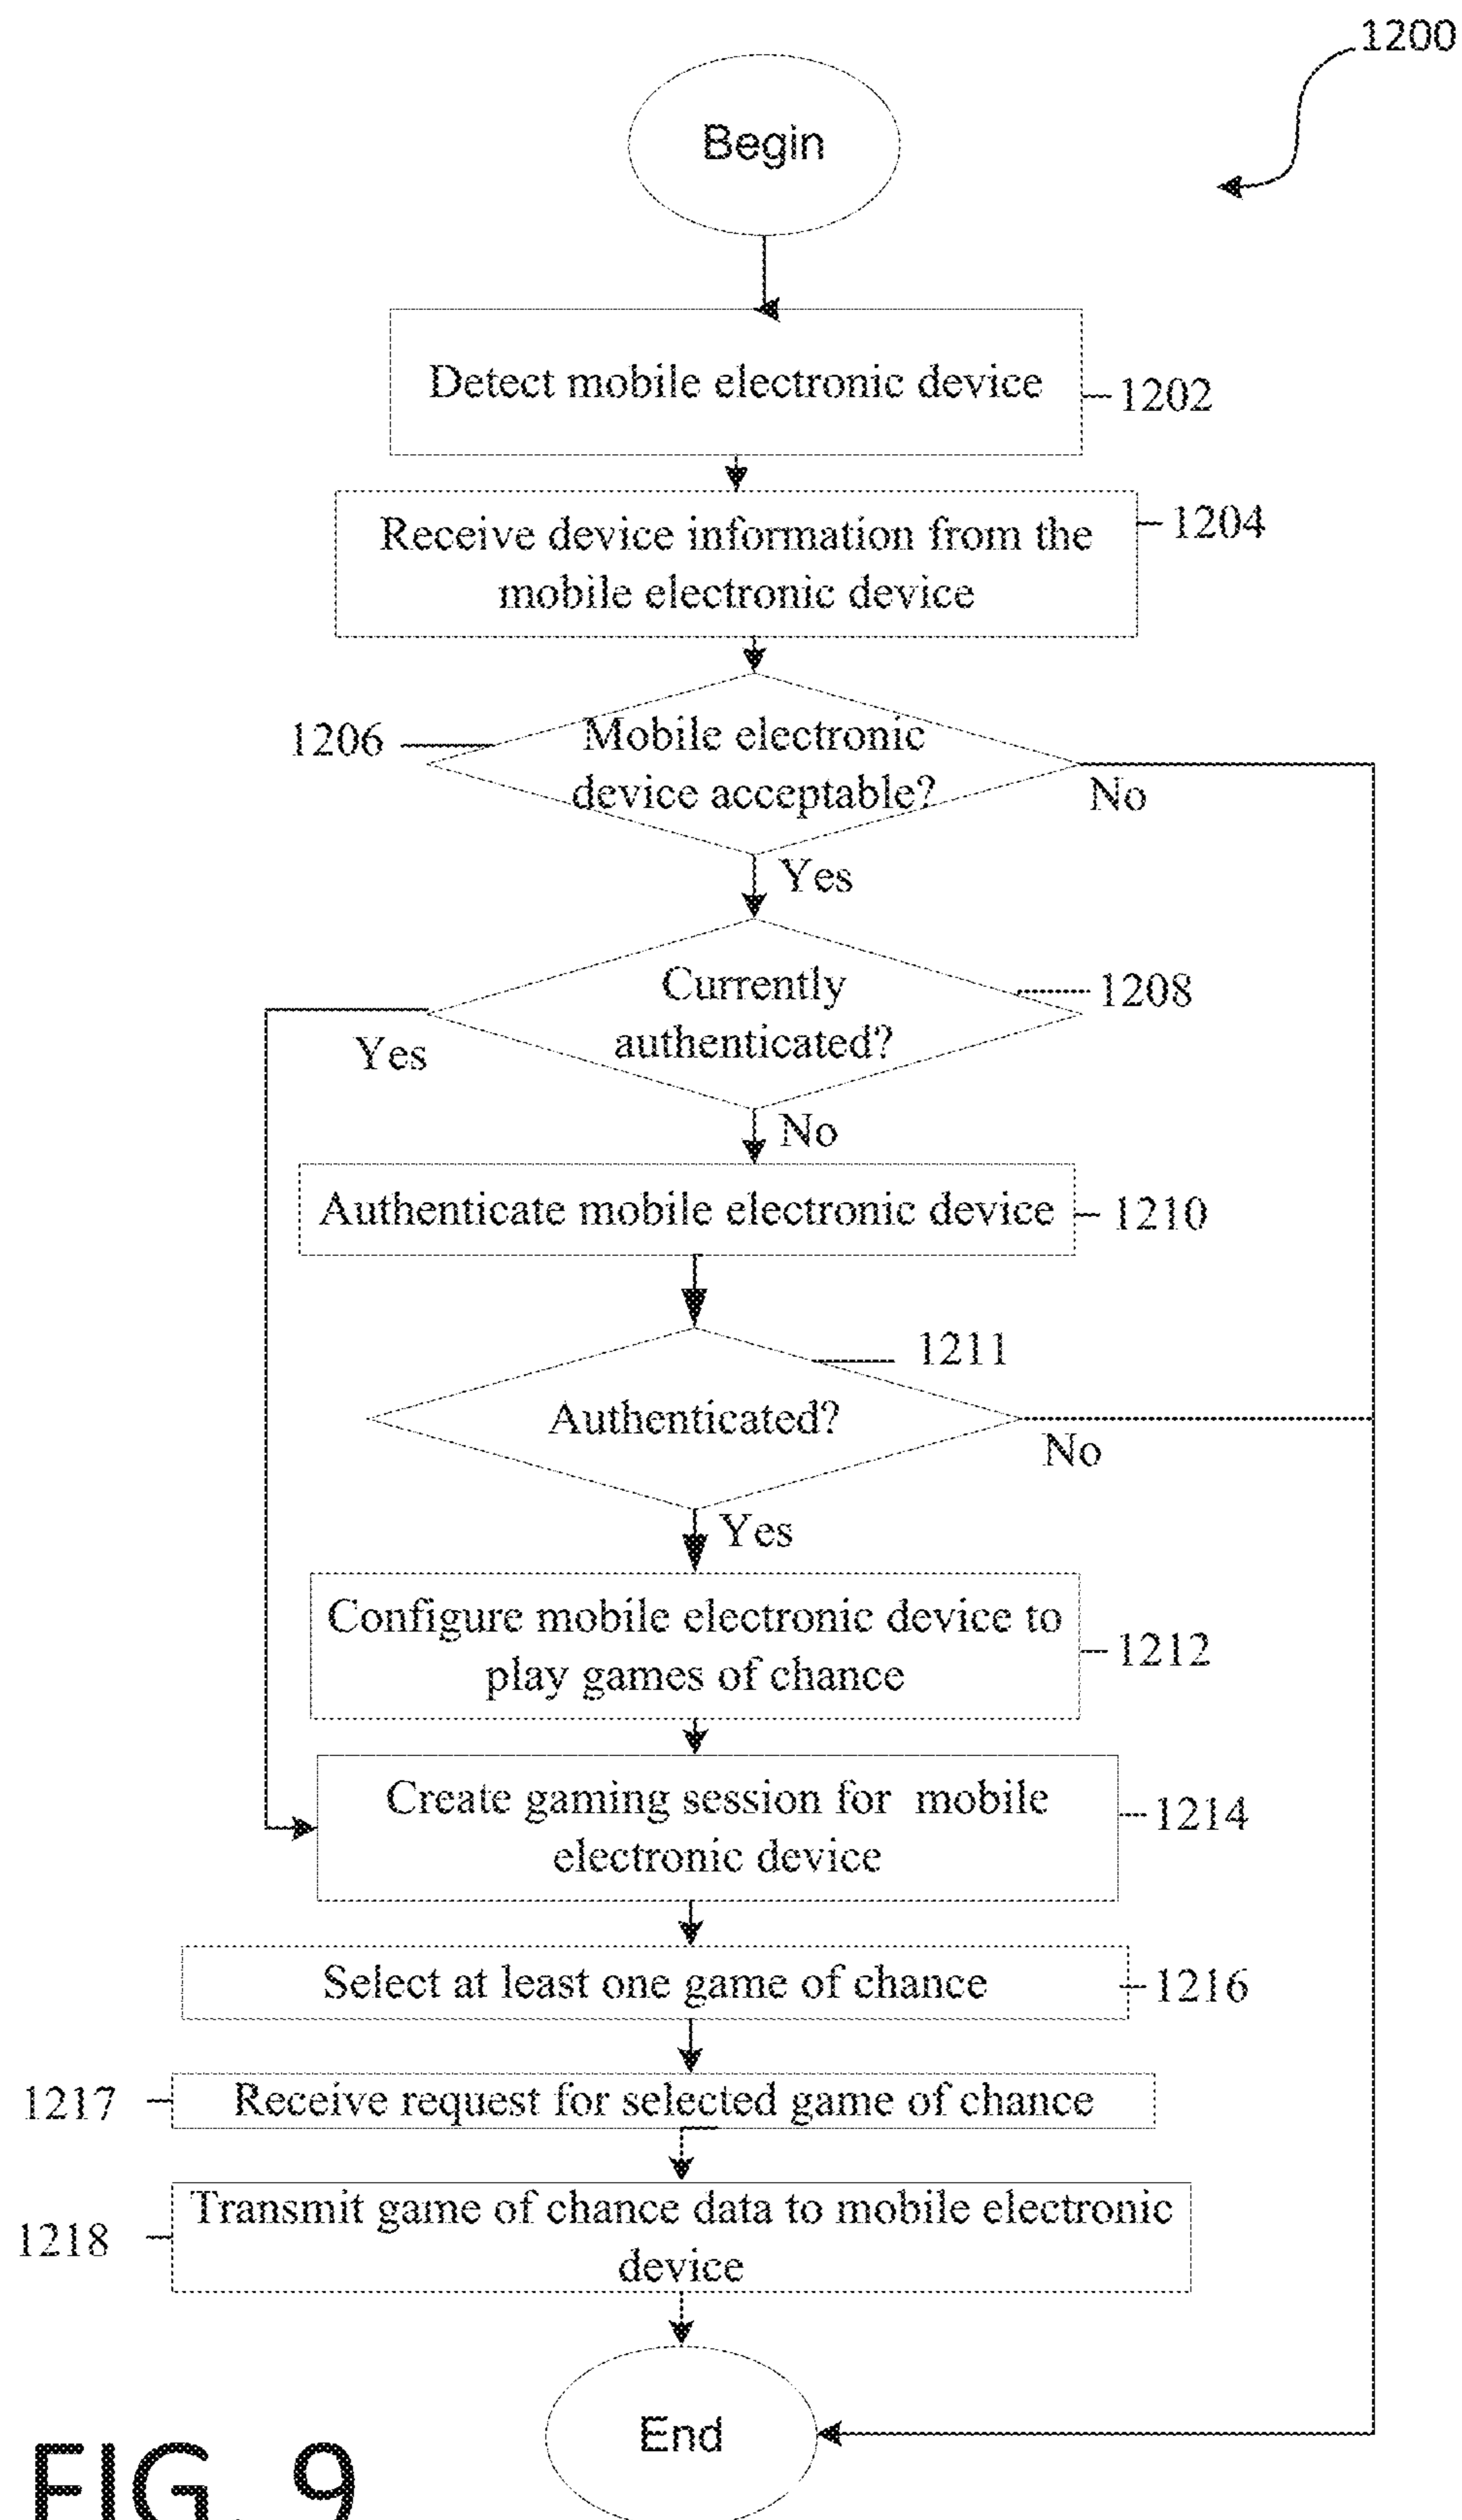 1200
Begin
Detect mobile electronic device
1202
Receive device information from the
mobile electronic device
1204
1206
Mobile electronic
device acceptable?
No
Yes
Currently
authenticated?
1208
Yes
No
Authenticate mobile electronic device
1210
1211
Authenticated?
No
Yes
Configure mobile electronic device to
play games of chance
1212
Create gaming session for mobile
electronic device
1214
Select at least one game of chance
1216
1217
Receive request for selected game of chance
Transmit game of chance data to mobile electronic
device
1218
End
FIG. 9